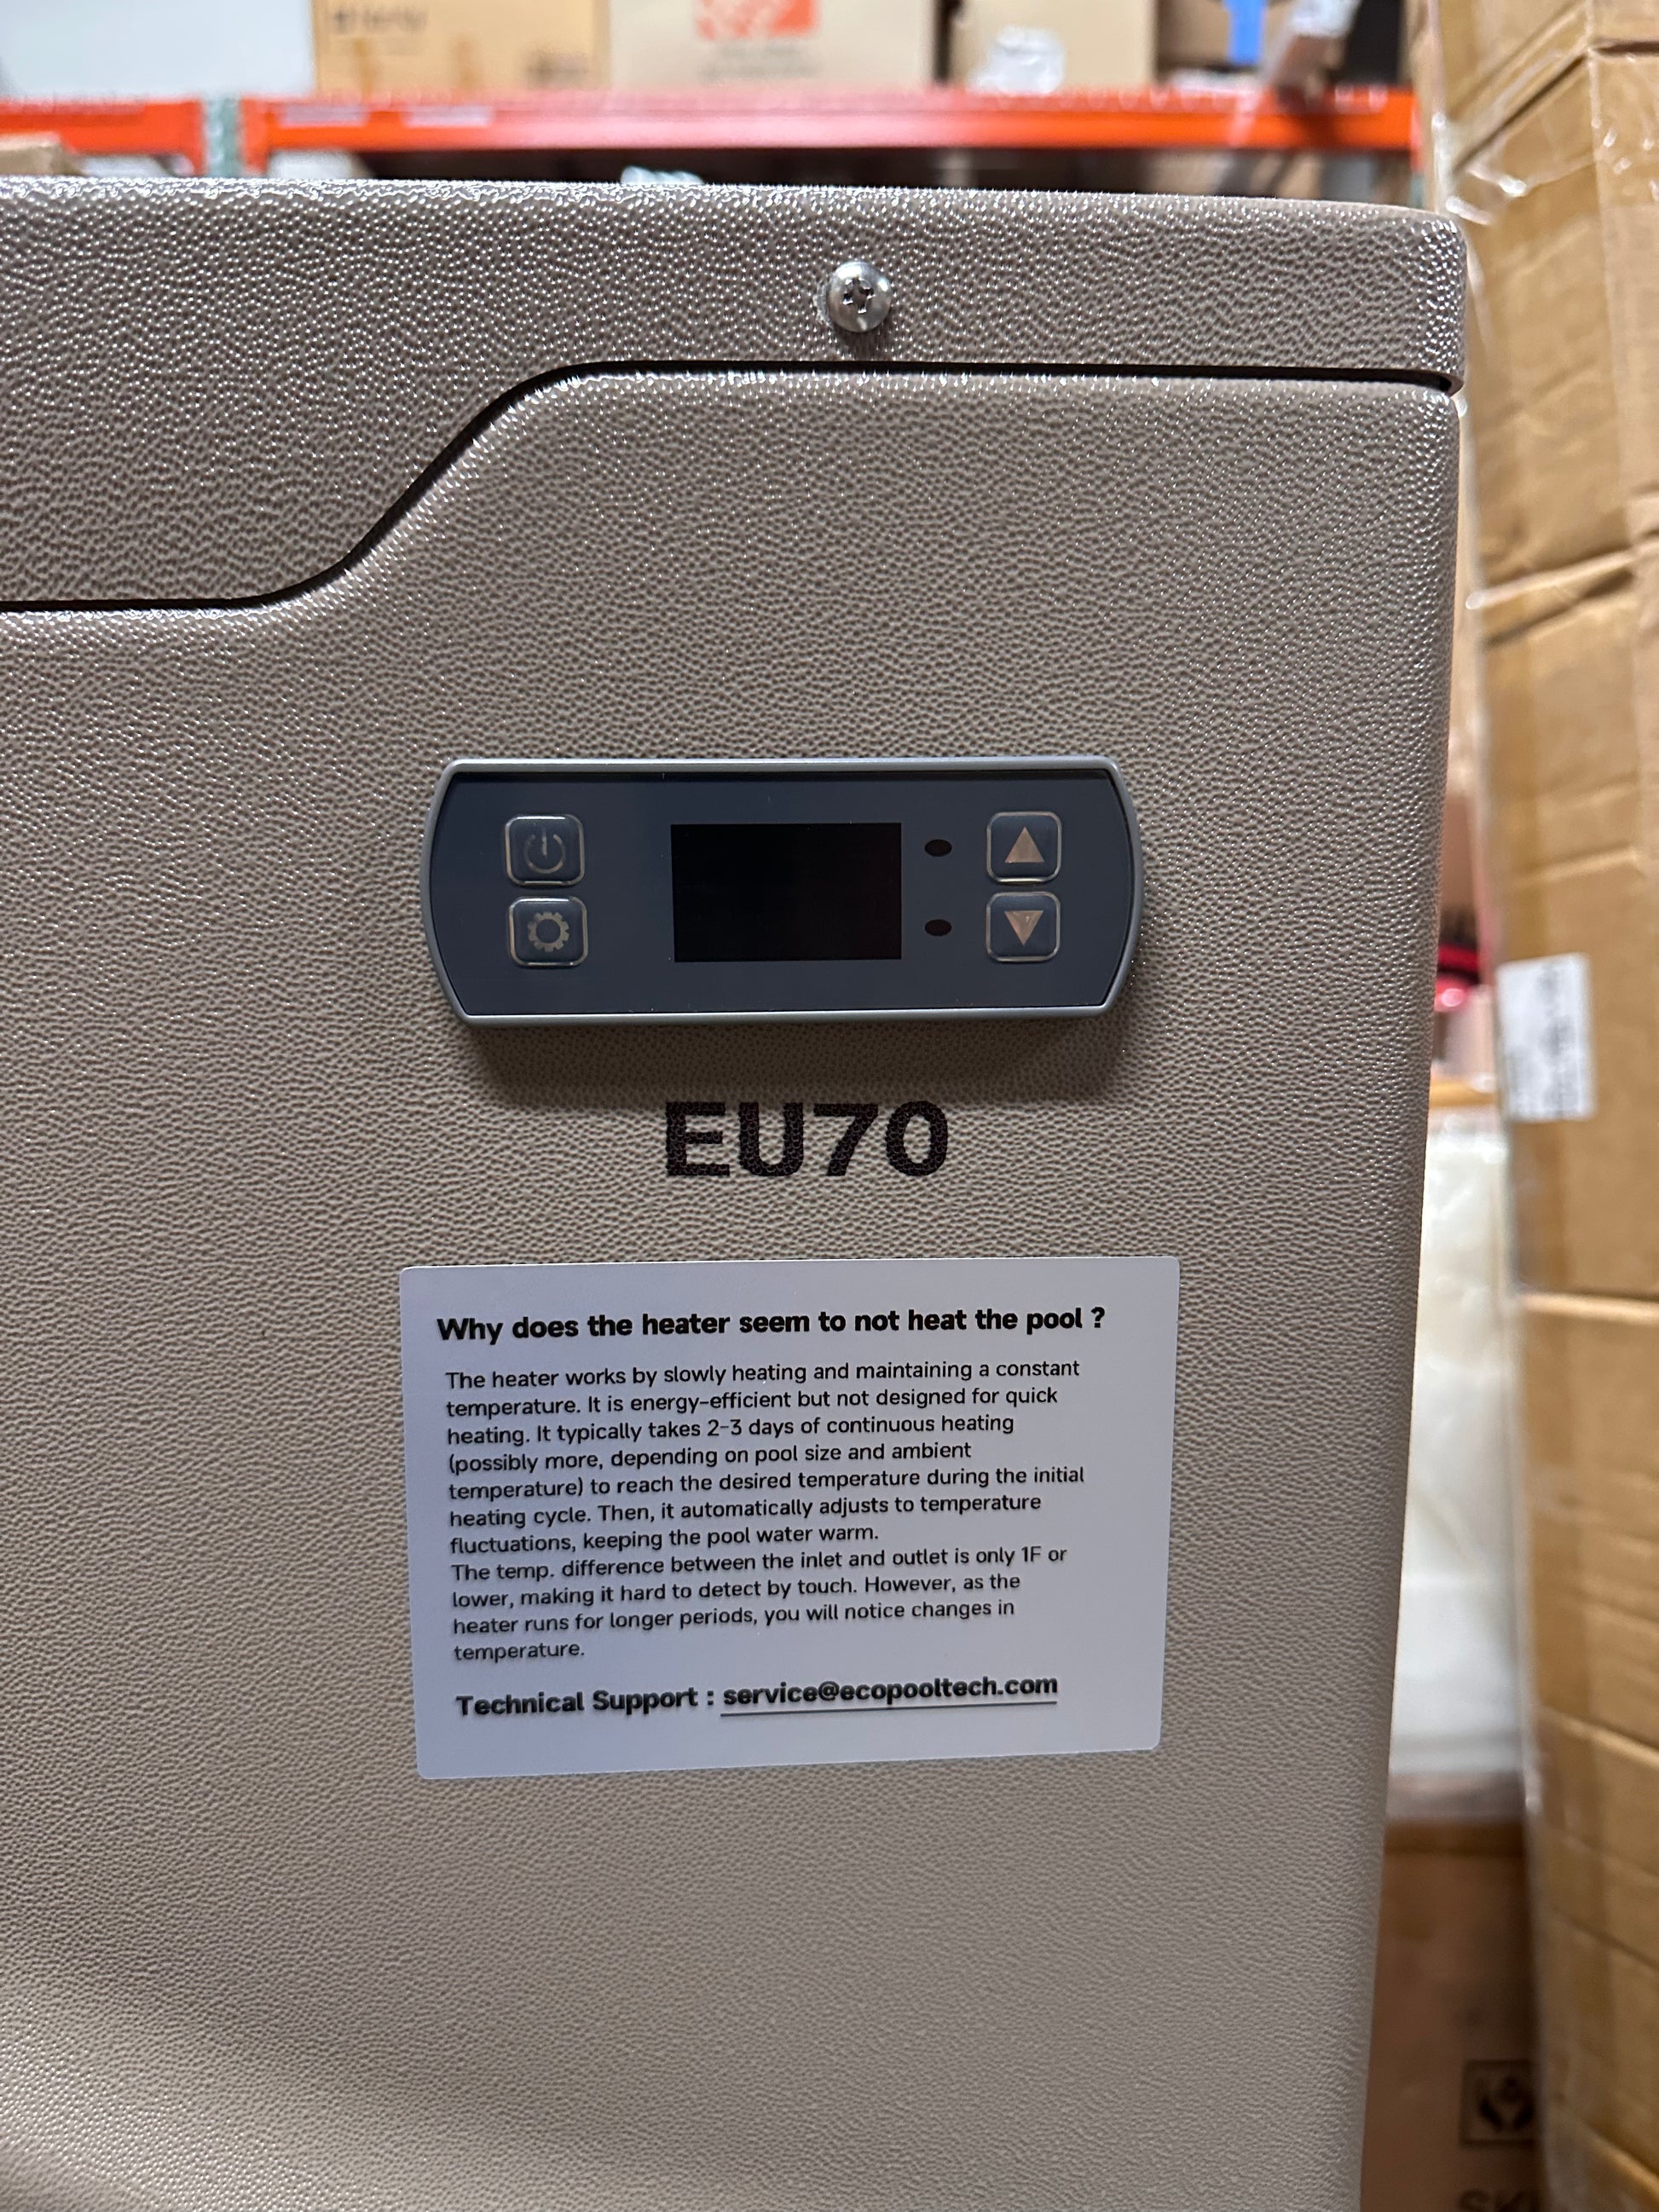 EU70
Why does the heater seem to not heat the pool ?
The heater works by slowly heating and maintaining a constant
temperature. It is energy-efficient but not designed for quick
heating. It typically takes 2-3 days of continuous heating
(possibly more, depending on pool size and ambient
temperature) to reach the desired temperature during the initial
heating cycle. Then, it automatically adjusts to temperature
fluctuations, keeping the pool water warm.
The temp. difference between the inlet and outlet is only 1F or
lower, making it hard to detect by touch. However, as the
heater runs for longer periods, you will notice changes in
temperature.
Technical Support : service@ecopooltech.com